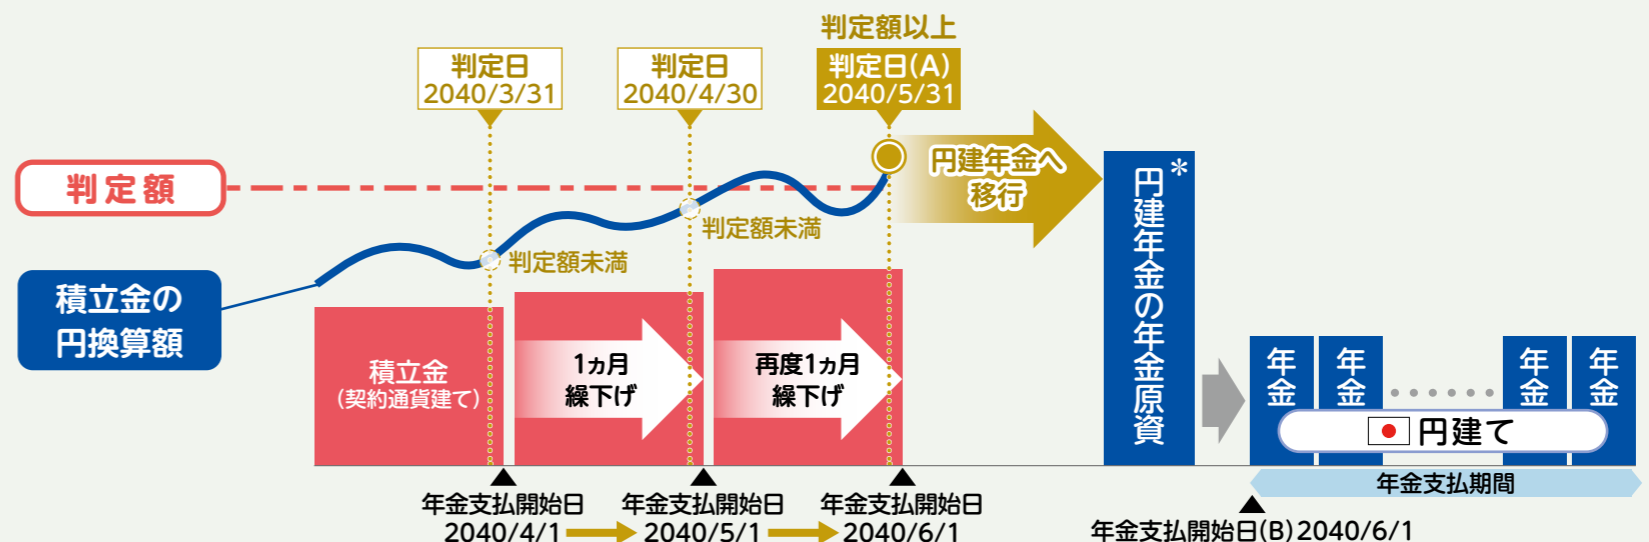 判定額以上
判定日
2040/3/31
判定日
2040/4/30
判定日(A)
2040/5/31
判定額
円建年金へ
移行
判定額未満
判定額未満
積立金の
円換算額
積立金
(契約通貨建て)
1ヵ月
繰下げ
再度1ヵ月
繰下げ
円建年金の年金原資*
年金
年金
年金
年金
円建て
年金支払期間
年金支払開始日
2040/4/1
年金支払開始日
2040/5/1
年金支払開始日
2040/6/1
年金支払開始日(B)2040/6/1